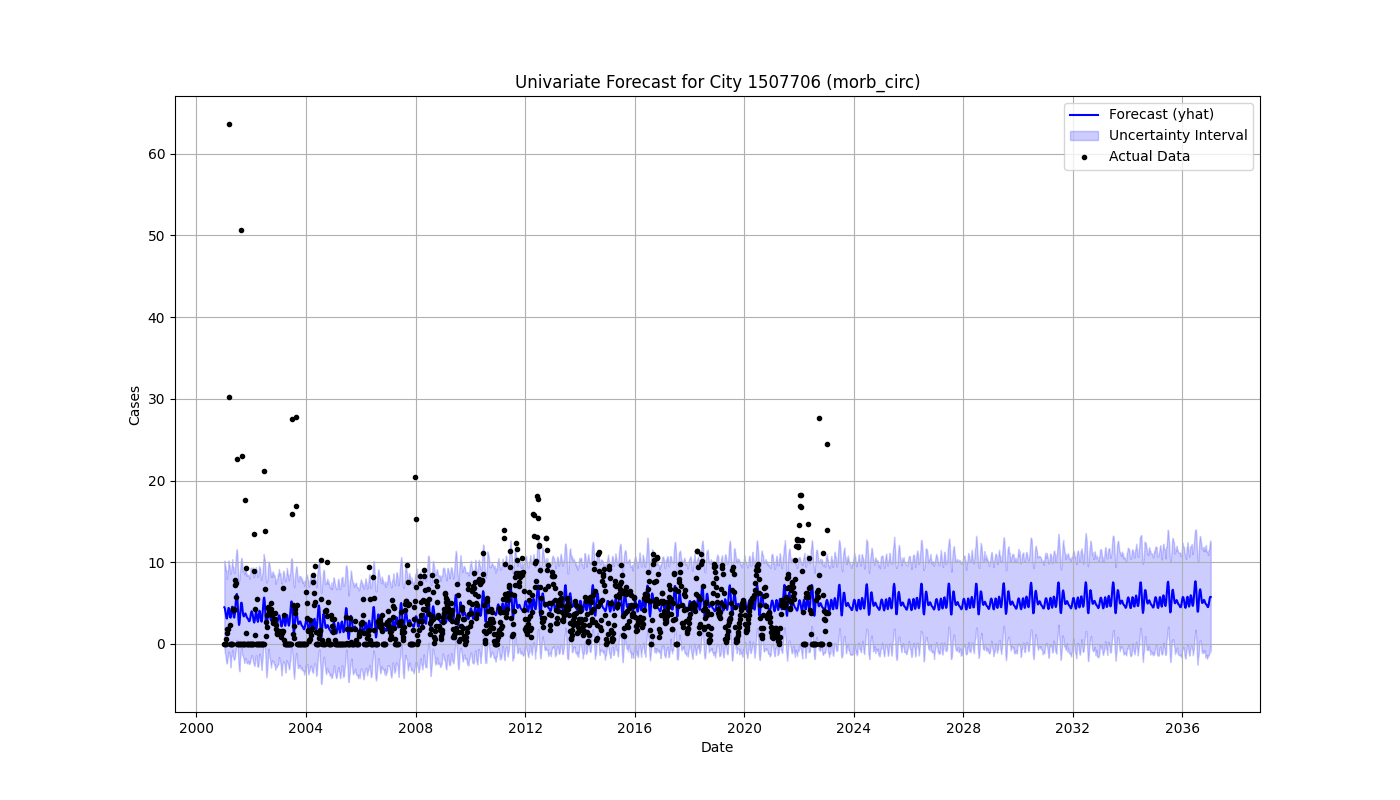 Univariate Forecast for City 1507706 (morb_circ)
Forecast (yhat)
Uncertainty Interval
Actual Data
60
50
40
30
20
10
0
Cases
2000 2004 2008 2012 2016 2020 2024 2028 2032 2036
Date